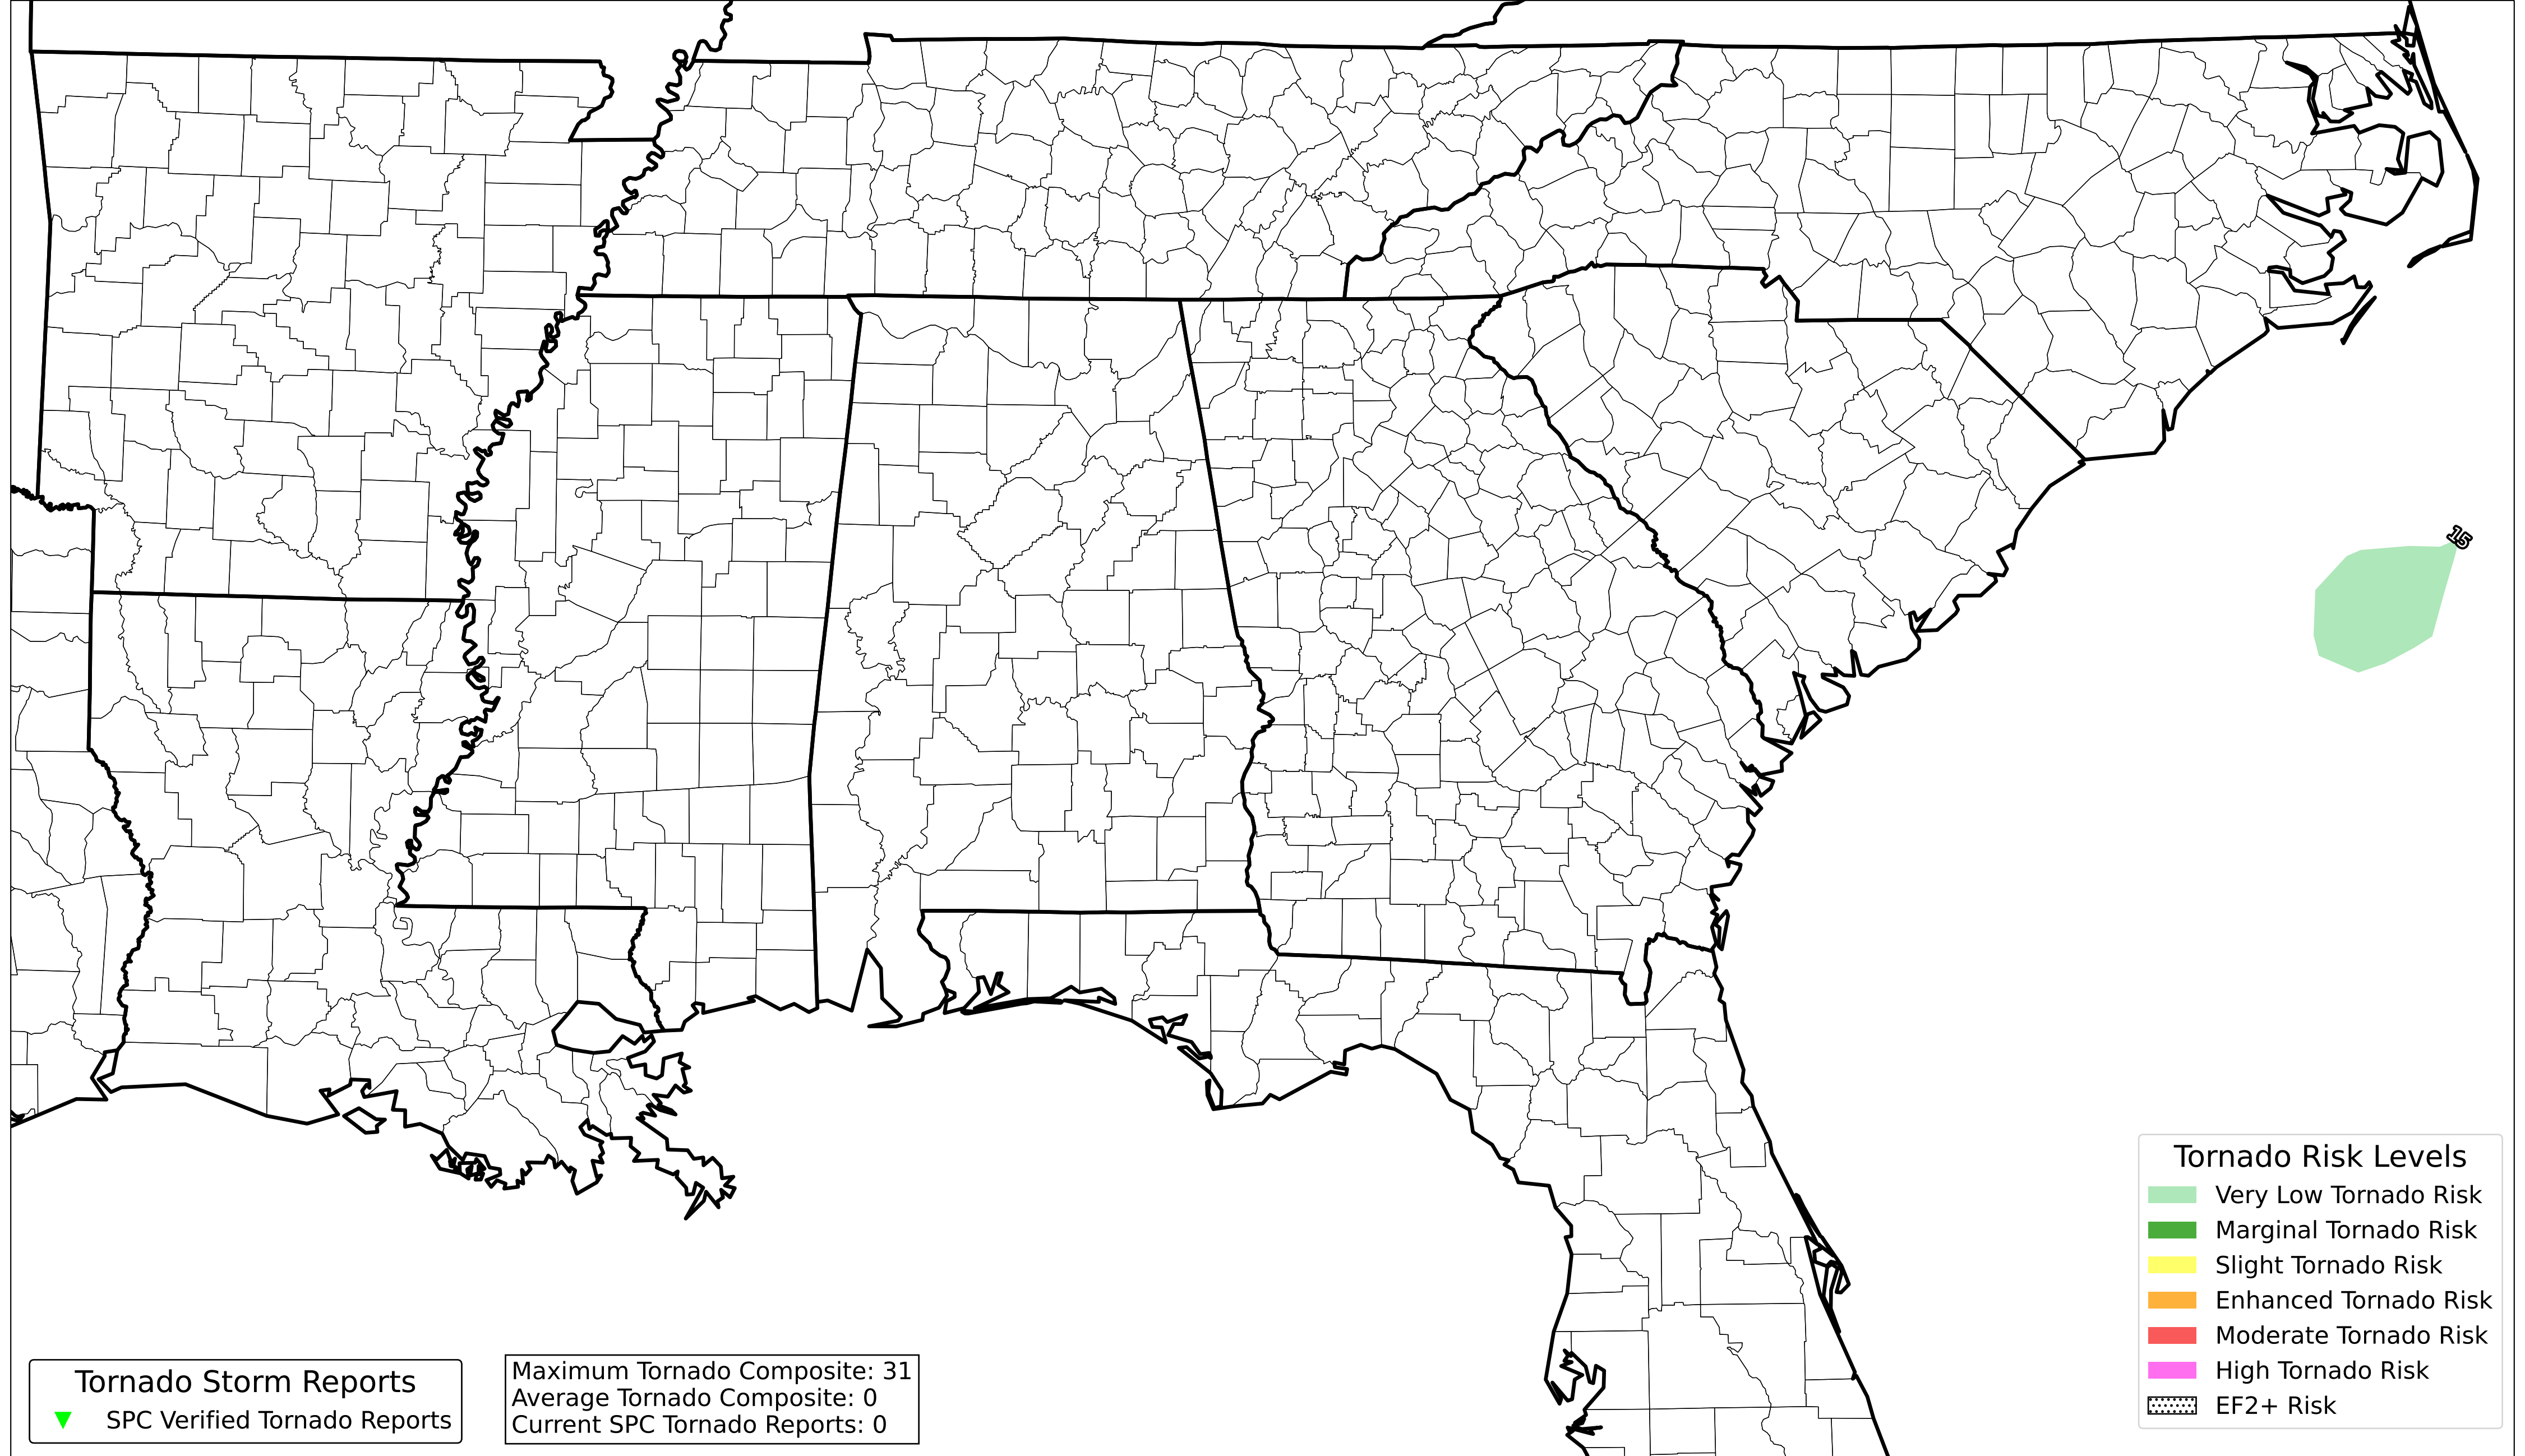 15
Tornado Risk Levels
Very Low Tornado Risk
Marginal Tornado Risk
Slight Tornado Risk
Enhanced Tornado Risk
Moderate Tornado Risk
High Tornado Risk
EF2+ Risk
Tornado Storm Reports
SPC Verified Tornado Reports
Maximum Tornado Composite: 31
Average Tornado Composite: 0
Current SPC Tornado Reports: 0